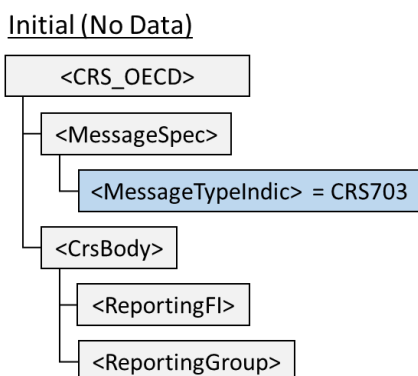 Initial (No Data)
<CRS_OECD>
<MessageSpec>
<MessageTypeIndic> = CRS703
<CrsBody>
<ReportingFI>
<ReportingGroup>